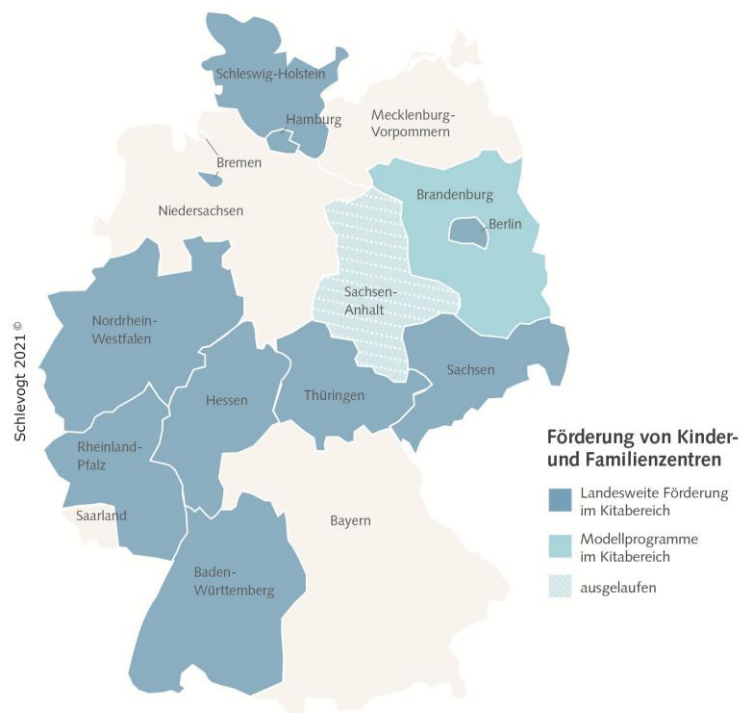 Schleswig-Holstein
Hamburg
Mecklenburg-
Vorpommern
Bremen
Niedersachsen
Brandenburg
Berlin
Sachsen-
Anhalt
Nordrhein-
Westfalen
Hessen
Thüringen
Sachsen
Rheinland-
Pfalz
Saarland
Bayern
Baden-
Württemberg
Schlevogt 2021 ©
Förderung von Kinder-
und Familienzentren
Landesweite Förderung
im Kitabereich
Modellprogramme
im Kitabereich
ausgelaufen